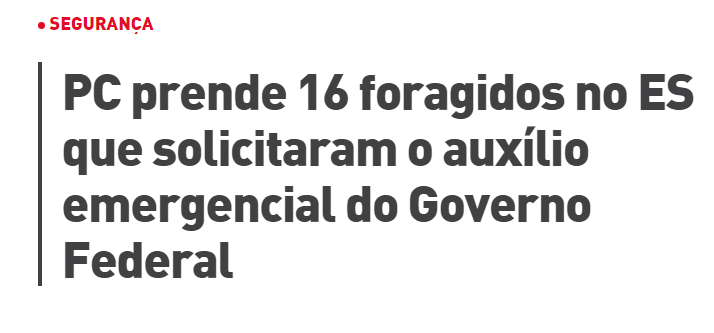 SEGURANÇA
PC prende 16 foragidos no ES
que solicitaram o auxílio
emergencial do Governo
Federal